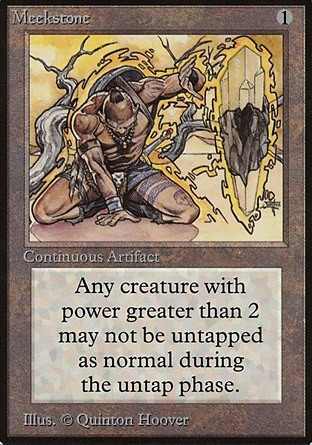 Meekstone 1
Continuous Artifact
Any creature with
power greater than 2
may not be untapped
as normal during
the untap phase.
Illus. © Quinton Hoover